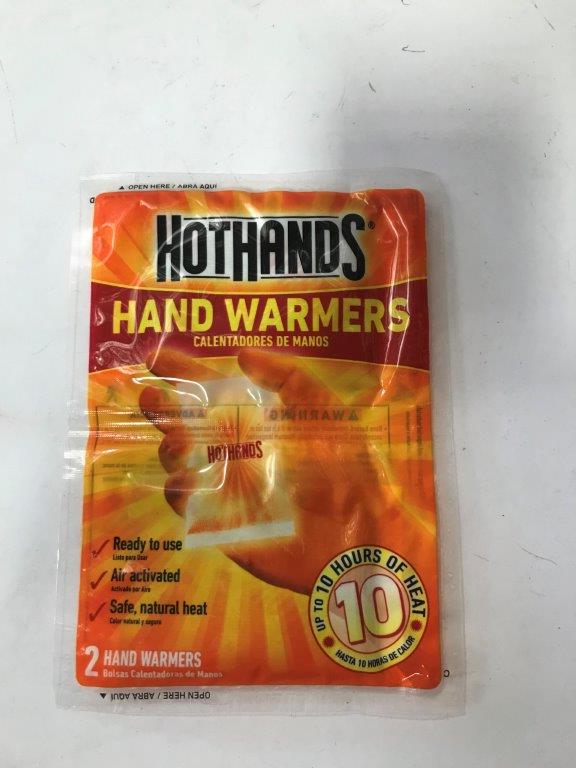 ▲ OPEN HERE / ABRA AQUÍ
HOTHANDS®
HAND WARMERS
CALENTADORES DE MANOS
⚠WARNING
HOTHANDS
✓ Ready to use
Listo para Usar
✓ Air activated
Activado por Aire
✓ Safe, natural heat
Calor natural y seguro
UP TO 10 HOURS OF HEAT
10
HASTA 10 HORAS DE CALOR
2 HAND WARMERS
Bolsas Calentadoras de Manos
▲ OPEN HERE / ABRA AQUÍ